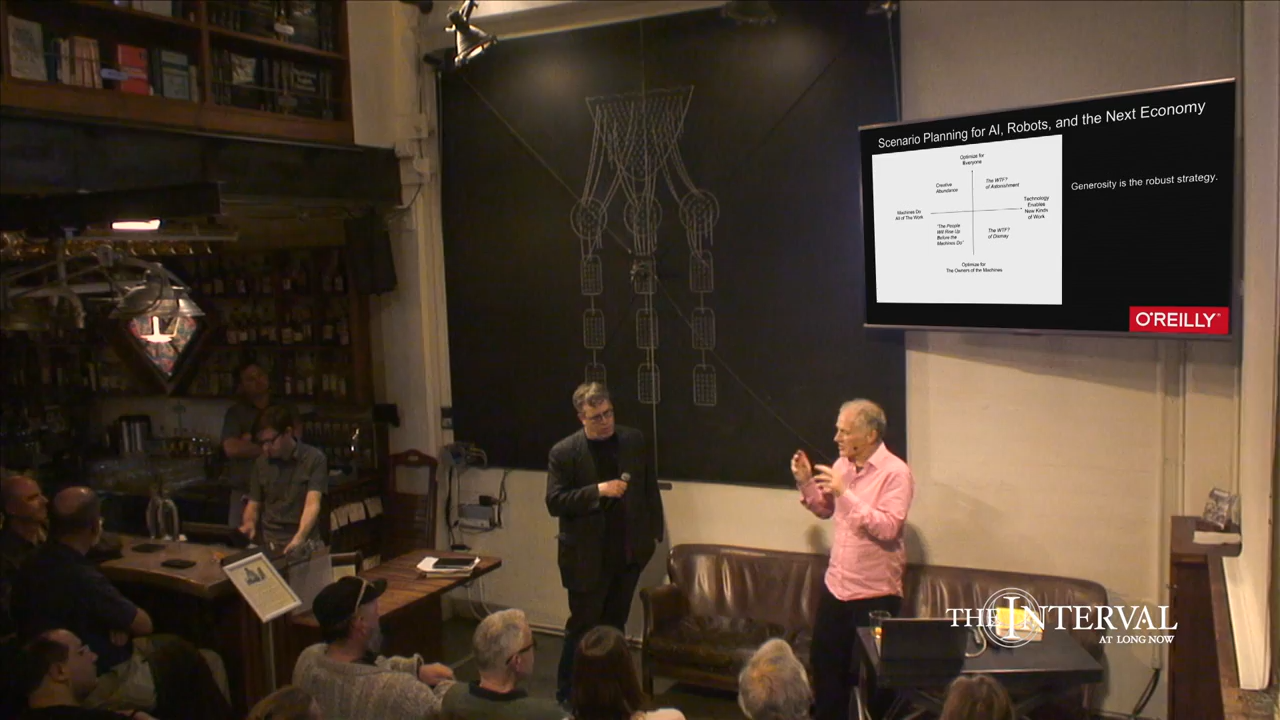 Scenario Planning for AI, Robots, and the Next Economy
Optimize for
Everyone
Creative
Abundance
The WTF?
of Astonishment
Machines Do
All of The Work
Technology
Enables
New Kinds
of Work
"The People
Will Rise Up
Before the
Machines Do"
The WTF?
of Dismay
Optimize for
The Owners of the Machines
Generosity is the robust strategy.
O'REILLY
THE INTERVAL
AT LONG NOW